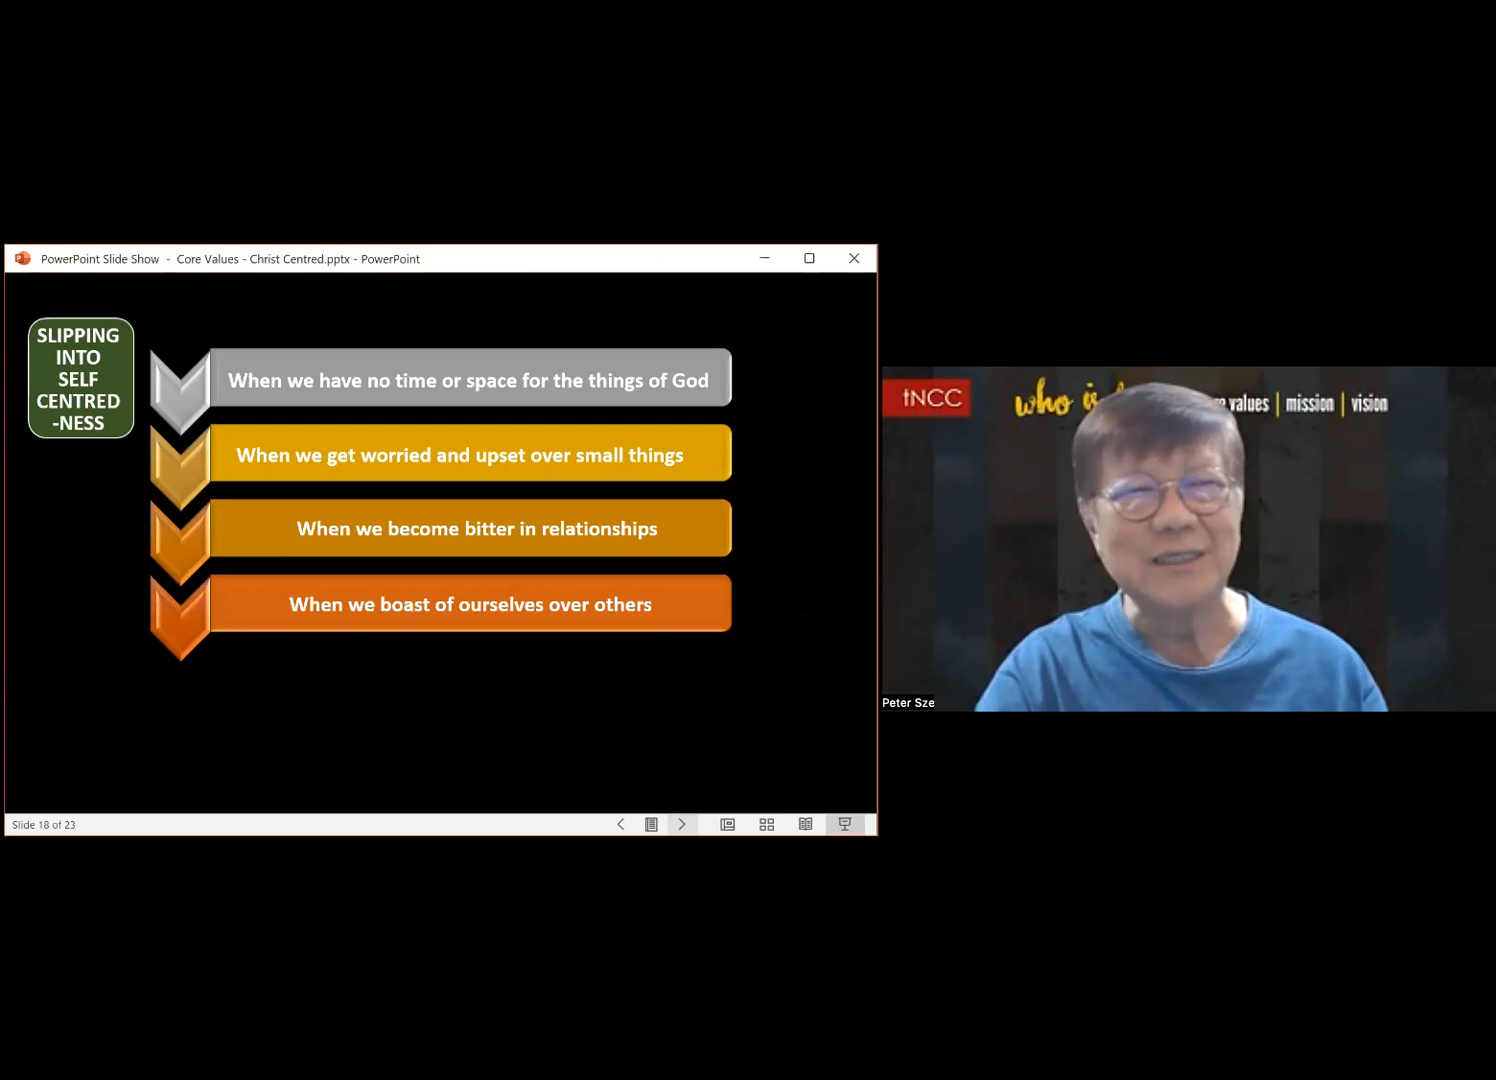 PowerPoint Slide Show - Core Values - Christ Centred.pptx - PowerPoint
SLIPPING
INTO
SELF
CENTRED
-NESS
When we have no time or space for the things of God
When we get worried and upset over small things
When we become bitter in relationships
When we boast of ourselves over others
Slide 18 of 23
tNCC
who is
values | mission | vision
Peter Sze